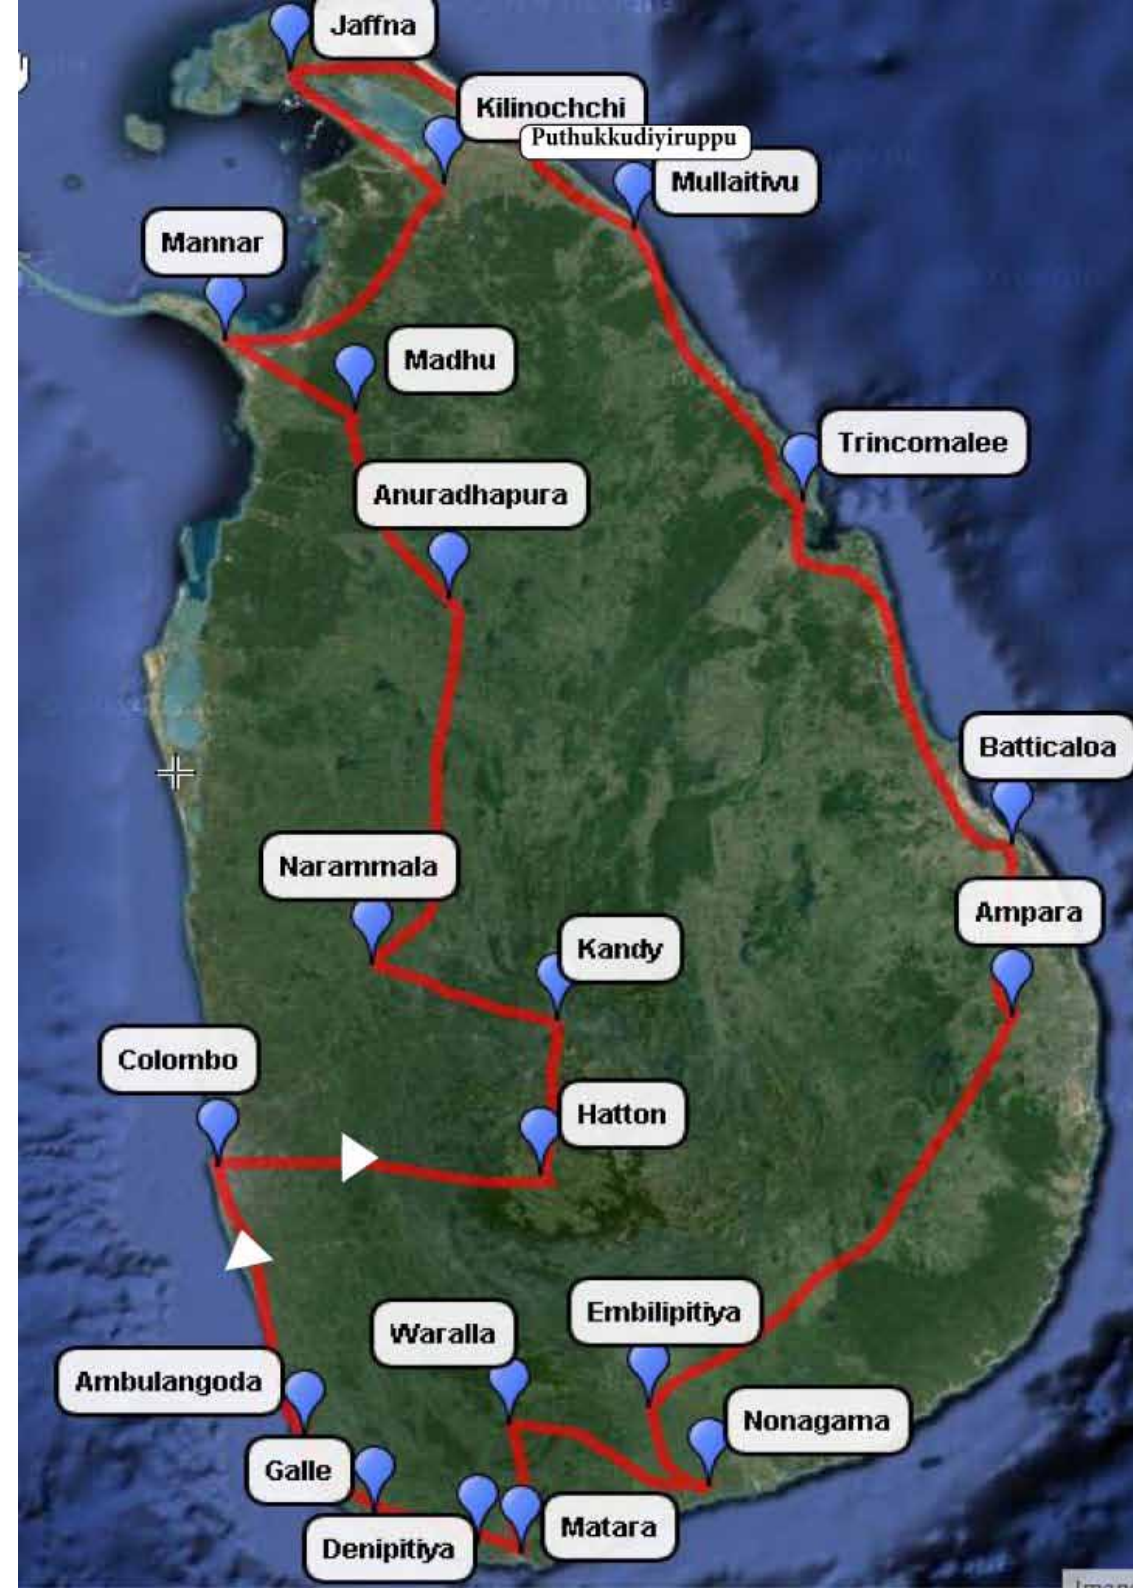 Jaffna
Kilinochchi
Puthukkudiyiruppu
Mullaitivu
Mannar
Madhu
Trincomalee
Anuradhapura
Batticaloa
Narammala
Ampara
Kandy
Colombo
Hatton
Embilipitiya
Waralla
Ambulangoda
Nonagama
Galle
Matara
Denipitiya